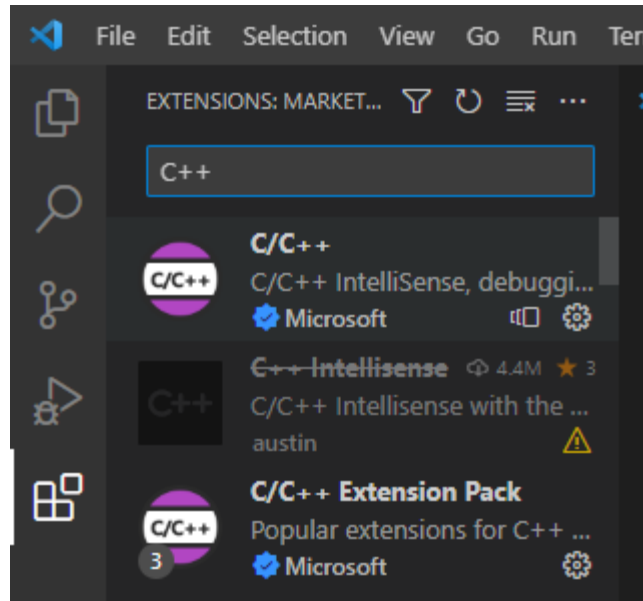 File Edit Selection View Go Run Ter
EXTENSIONS: MARKET...
C++
C/C++
C/C++
C/C++ IntelliSense, debuggi...
Microsoft
C++
C++ Intellisense 4.4M 3
C/C++ Intellisense with the ...
austin
C/C++
3
C/C++ Extension Pack
Popular extensions for C++ ...
Microsoft